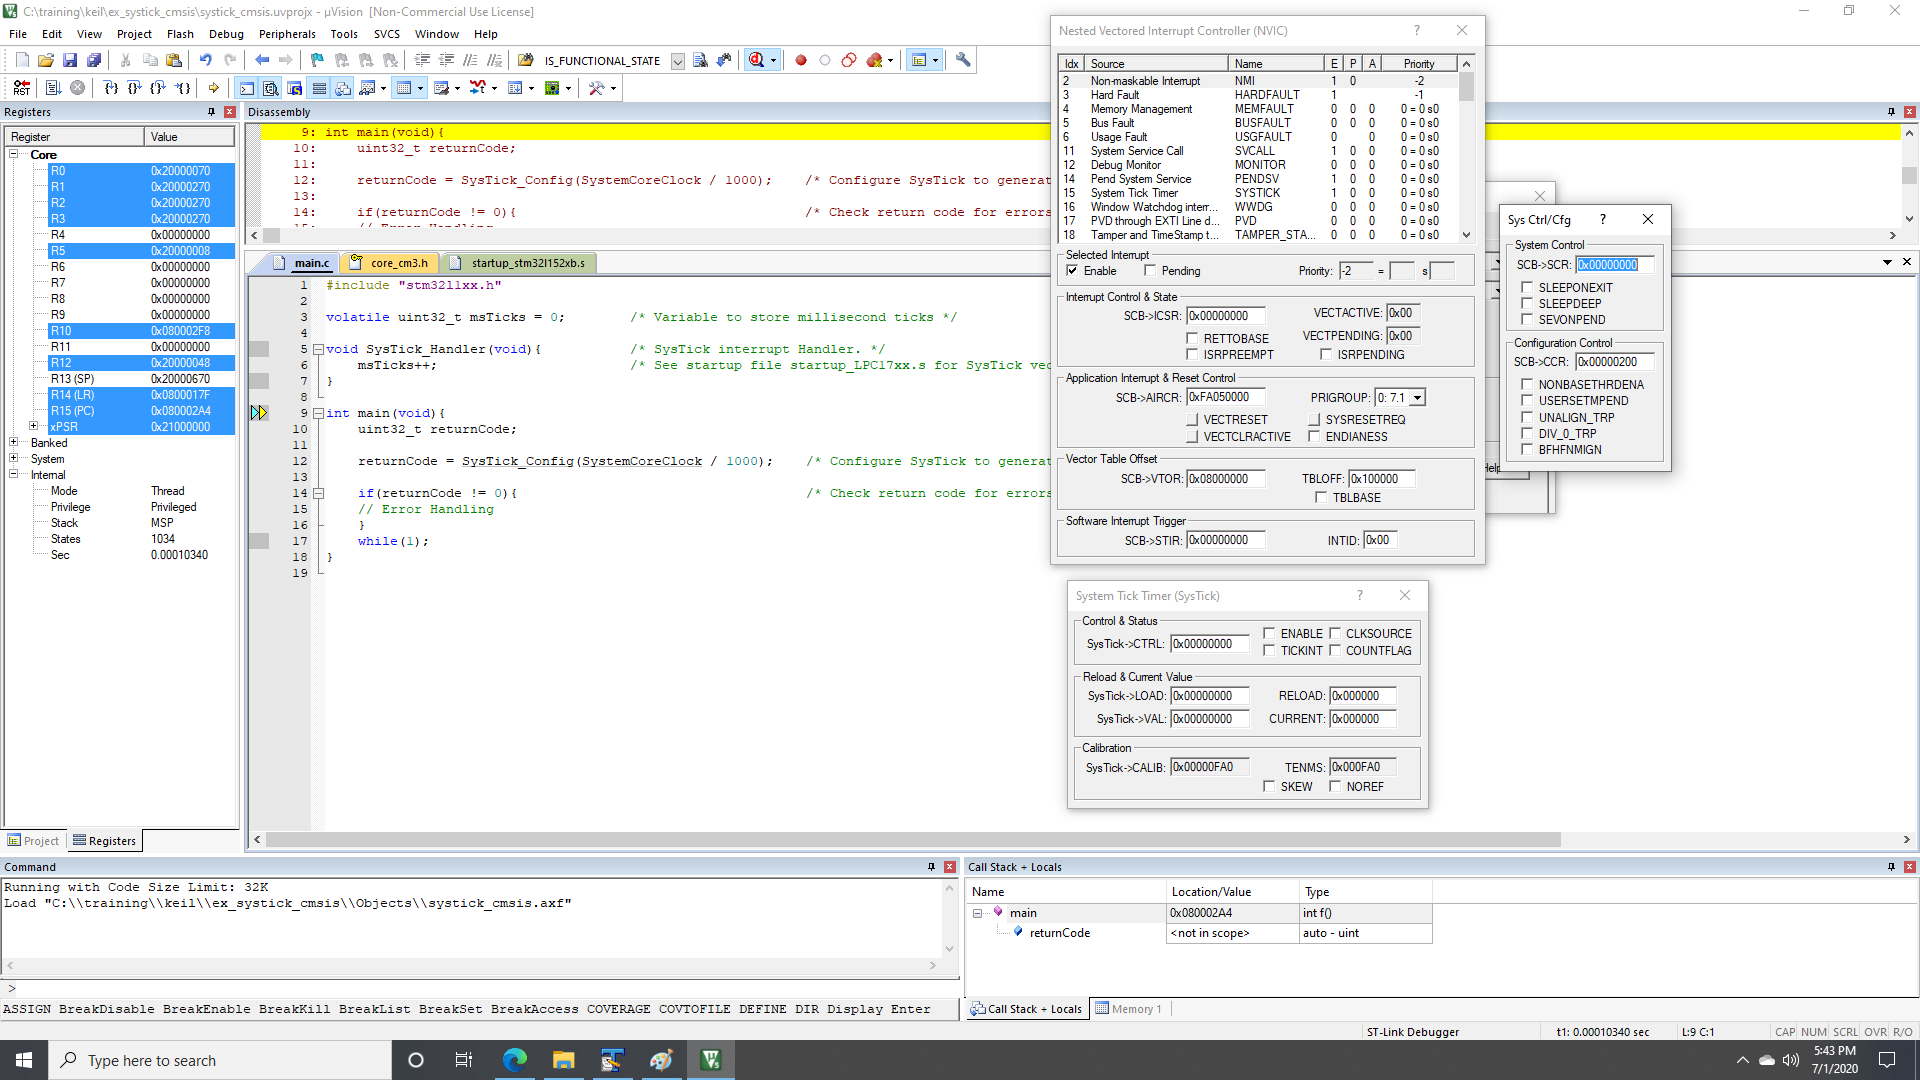 C:\training\keil\ex_systick_cmsis\systick_cmsis.uvprojx - µVision [Non-Commercial Use License]
File Edit View Project Flash Debug Peripherals Tools SVCS Window Help
IS_FUNCTIONAL_STATE
RST
Registers
Register Value
Core
R0 0x20000070
R1 0x20000270
R2 0x20000270
R3 0x20000270
R4 0x00000000
R5 0x20000008
R6 0x00000000
R7 0x00000000
R8 0x00000000
R9 0x00000000
R10 0x080002F8
R11 0x00000000
R12 0x20000048
R13 (SP) 0x20000670
R14 (LR) 0x0800017F
R15 (PC) 0x080002A4
xPSR 0x21000000
Banked
System
Internal
Mode Thread
Privilege Privileged
Stack MSP
States 1034
Sec 0.00010340
Project Registers
Disassembly
9: int main(void){
10: uint32_t returnCode;
11:
12: returnCode = SysTick_Config(SystemCoreClock / 1000); /* Configure SysTick to generat
13:
14: if(returnCode != 0){ /* Check return code for errors
main.c core_cm3.h startup_stm32l152xb.s
1 #include "stm32l1xx.h"
2
3 volatile uint32_t msTicks = 0; /* Variable to store millisecond ticks */
4
5 void SysTick_Handler(void){ /* SysTick interrupt Handler. */
6 msTicks++; /* See startup file startup_LPC17xx.s for SysTick vec
7 }
8
9 int main(void){
10 uint32_t returnCode;
11
12 returnCode = SysTick_Config(SystemCoreClock / 1000); /* Configure SysTick to generat
13
14 if(returnCode != 0){ /* Check return code for errors
15 // Error Handling
16 }
17 while(1);
18 }
19
Nested Vectored Interrupt Controller (NVIC) ?
Idx Source Name E P A Priority
2 Non-maskable Interrupt NMI 1 0 -2
3 Hard Fault HARDFAULT 1 -1
4 Memory Management MEMFAULT 0 0 0 0 = 0 s0
5 Bus Fault BUSFAULT 0 0 0 0 = 0 s0
6 Usage Fault USGFAULT 0 0 0 = 0 s0
11 System Service Call SVCALL 1 0 0 0 = 0 s0
12 Debug Monitor MONITOR 0 0 0 0 = 0 s0
14 Pend System Service PENDSV 1 0 0 0 = 0 s0
15 System Tick Timer SYSTICK 1 0 0 0 = 0 s0
16 Window Watchdog interr... WWDG 0 0 0 0 = 0 s0
17 PVD through EXTI Line d... PVD 0 0 0 0 = 0 s0
18 Tamper and TimeStamp t... TAMPER_STA... 0 0 0 0 = 0 s0
Selected Interrupt
Enable Pending Priority: -2 = s
Interrupt Control & State
SCB->ICSR: 0x00000000 VECTACTIVE: 0x00
RETTOBASE VECTPENDING: 0x00
ISRPREEMPT ISRPENDING
Application Interrupt & Reset Control
SCB->AIRCR: 0xFA050000 PRIGROUP: 0: 7.1
VECTRESET SYSRESETREQ
VECTCLRACTIVE ENDIANESS
Vector Table Offset
SCB->VTOR: 0x08000000 TBLOFF: 0x100000
TBLBASE
Software Interrupt Trigger
SCB->STIR: 0x00000000 INTID: 0x00
Sys Ctrl/Cfg ?
System Control
SCB->SCR: 0x00000000
SLEEPONEXIT
SLEEPDEEP
SEVONPEND
Configuration Control
SCB->CCR: 0x00000200
NONBASETHRDENA
USERSETMPEND
UNALIGN_TRP
DIV_0_TRP
BFHFNMIGN
Help
System Tick Timer (SysTick) ?
Control & Status
SysTick->CTRL: 0x00000000 ENABLE CLKSOURCE
TICKINT COUNTFLAG
Reload & Current Value
SysTick->LOAD: 0x00000000 RELOAD: 0x000000
SysTick->VAL: 0x00000000 CURRENT: 0x000000
Calibration
SysTick->CALIB: 0x00000FA0 TENMS: 0x000FA0
SKEW NOREF
Command
Running with Code Size Limit: 32K
Load "C:\\training\\keil\\ex_systick_cmsis\\Objects\\systick_cmsis.axf"
>
ASSIGN BreakDisable BreakEnable BreakKill BreakList BreakSet BreakAccess COVERAGE COVTOFILE DEFINE DIR Display Enter
Call Stack + Locals
Name Location/Value Type
main 0x080002A4 int f()
returnCode <not in scope> auto - uint
Call Stack + Locals Memory 1
ST-Link Debugger t1: 0.00010340 sec L:9 C:1 CAP NUM SCRL OVR R/O
Type here to search
5:43 PM
7/1/2020